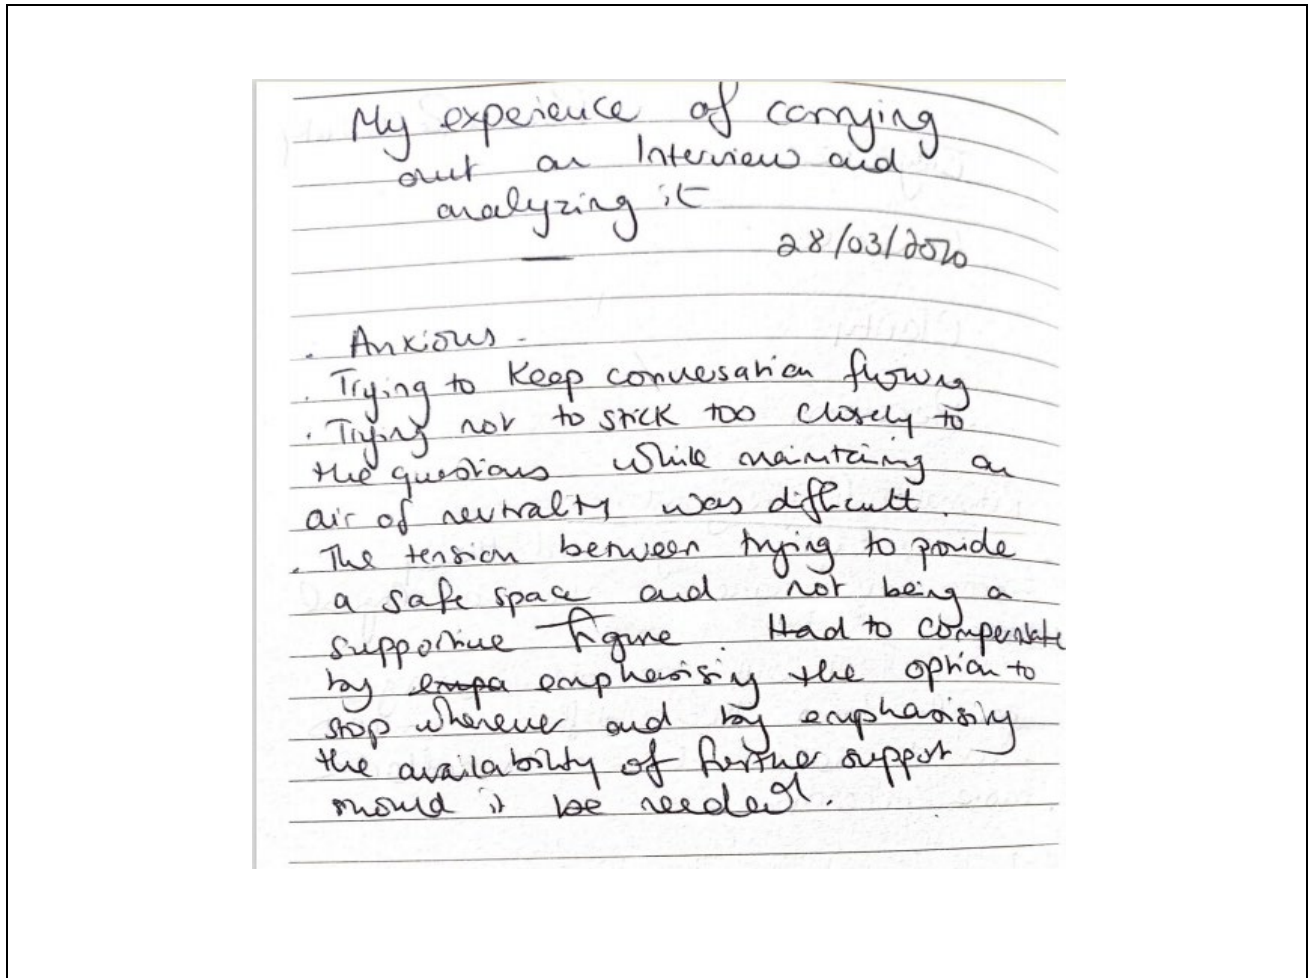 My experience of carrying
out an Interview and
analyzing it
28/03/2020
. Anxious.
. Trying to keep conversation flowing
. Trying not to stick too closely to
the questions while maintaining an
air of neutrality was difficult.
. The tension between trying to provide
a safe space and not being a
supportive figure. Had to compensate
by empa emphasising the option to
stop whenever and by emphasising
the availability of further support
should it be needed.